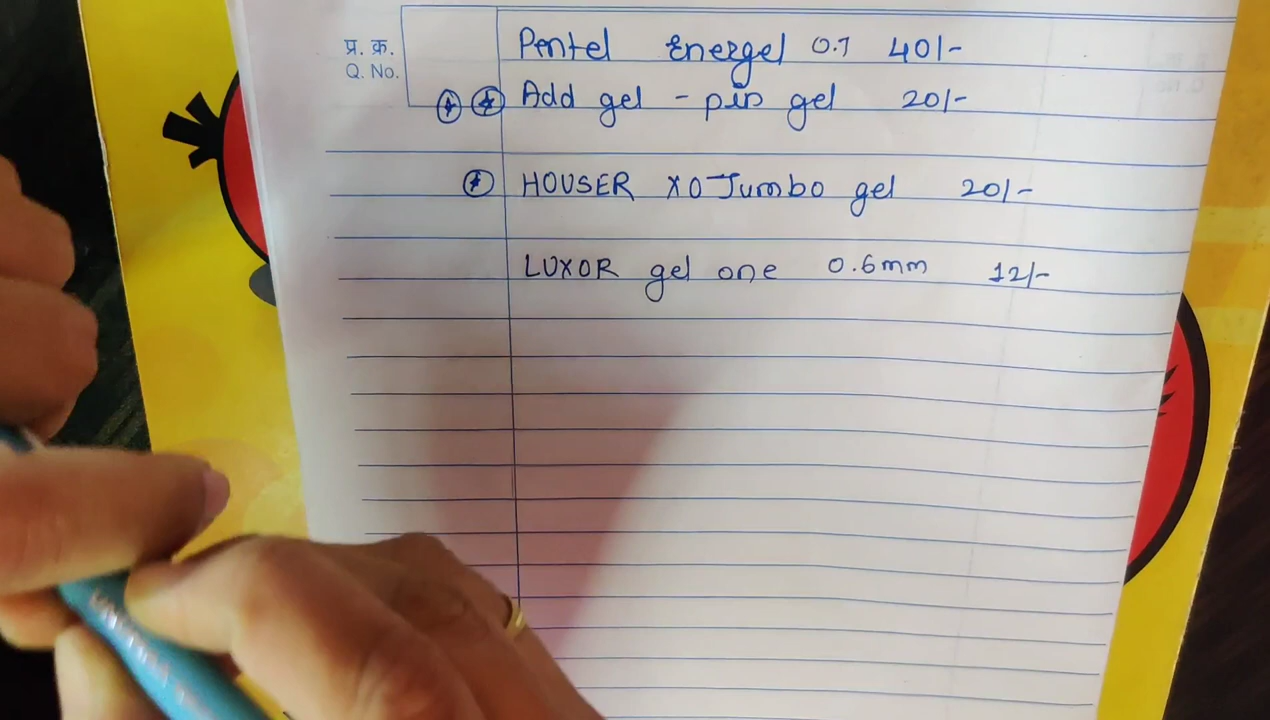 प्र. क्र.
Q. No.
Pentel Energel 0.7 40/-
Add gel - pin gel 20/-
HOUSER XO Jumbo gel 20/-
LUXOR gel one 0.6mm 12/-